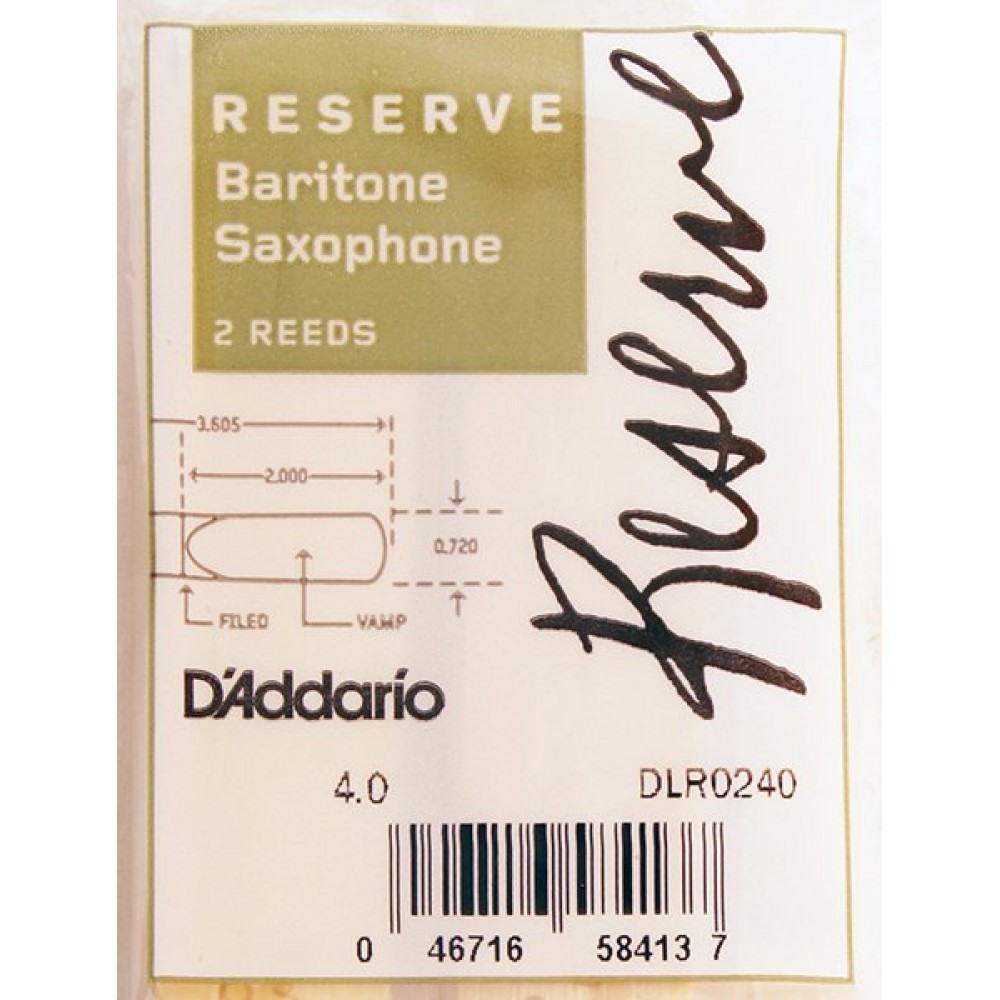 RESERVE
Baritone
Saxophone
2 REEDS
Reserve
3.605
2.000
0.720
FILED
VAMP
D'Addario
4.0
DLR0240
0 46716 58413 7